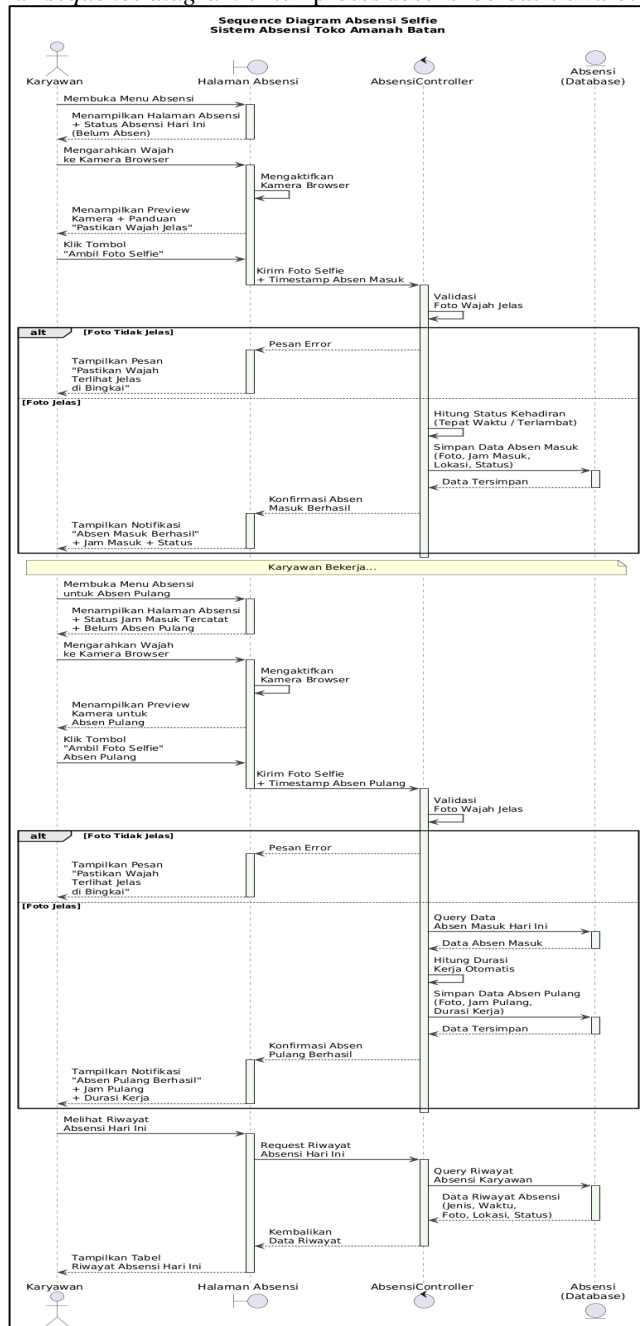 Sequence Diagram Absensi Selfie
Sistem Absensi Toko Amanah Batan
Karyawan
Halaman Absensi
AbsensiController
Absensi
(Database)
Membuka Menu Absensi
Menampilkan Halaman Absensi
+ Status Absensi Hari Ini
(Belum Absen)
Mengarahkan Wajah
ke Kamera Browser
Mengaktifkan
Kamera Browser
Menampilkan Preview
Kamera + Panduan
"Pastikan Wajah Jelas"
Klik Tombol
"Ambil Foto Selfie"
Kirim Foto Selfie
+ Timestamp Absen Masuk
Validasi
Foto Wajah Jelas
alt
[Foto Tidak Jelas]
Pesan Error
Tampilkan Pesan
"Pastikan Wajah
Terlihat Jelas
di Bingkai"
[Foto Jelas]
Hitung Status Kehadiran
(Tepat Waktu / Terlambat)
Simpan Data Absen Masuk
(Foto, Jam Masuk,
Lokasi, Status)
Data Tersimpan
Konfirmasi Absen
Masuk Berhasil
Tampilkan Notifikasi
"Absen Masuk Berhasil"
+ Jam Masuk + Status
Karyawan Bekerja...
Membuka Menu Absensi
untuk Absen Pulang
Menampilkan Halaman Absensi
+ Status Jam Masuk Tercatat
+ Belum Absen Pulang
Mengarahkan Wajah
ke Kamera Browser
Mengaktifkan
Kamera Browser
Menampilkan Preview
Kamera untuk
Absen Pulang
Klik Tombol
"Ambil Foto Selfie"
Absen Pulang
Kirim Foto Selfie
+ Timestamp Absen Pulang
Validasi
Foto Wajah Jelas
alt
[Foto Tidak Jelas]
Pesan Error
Tampilkan Pesan
"Pastikan Wajah
Terlihat Jelas
di Bingkai"
[Foto Jelas]
Query Data
Absen Masuk Hari Ini
Data Absen Masuk
Hitung Durasi
Kerja Otomatis
Simpan Data Absen Pulang
(Foto, Jam Pulang,
Durasi Kerja)
Data Tersimpan
Konfirmasi Absen
Pulang Berhasil
Tampilkan Notifikasi
"Absen Pulang Berhasil"
+ Jam Pulang
+ Durasi Kerja
Melihat Riwayat
Absensi Hari Ini
Request Riwayat
Absensi Hari Ini
Query Riwayat
Absensi Karyawan
Data Riwayat Absensi
(Jenis, Waktu,
Foto, Lokasi, Status)
Kembalikan
Data Riwayat
Tampilkan Tabel
Riwayat Absensi Hari Ini
Karyawan
Halaman Absensi
AbsensiController
Absensi
(Database)